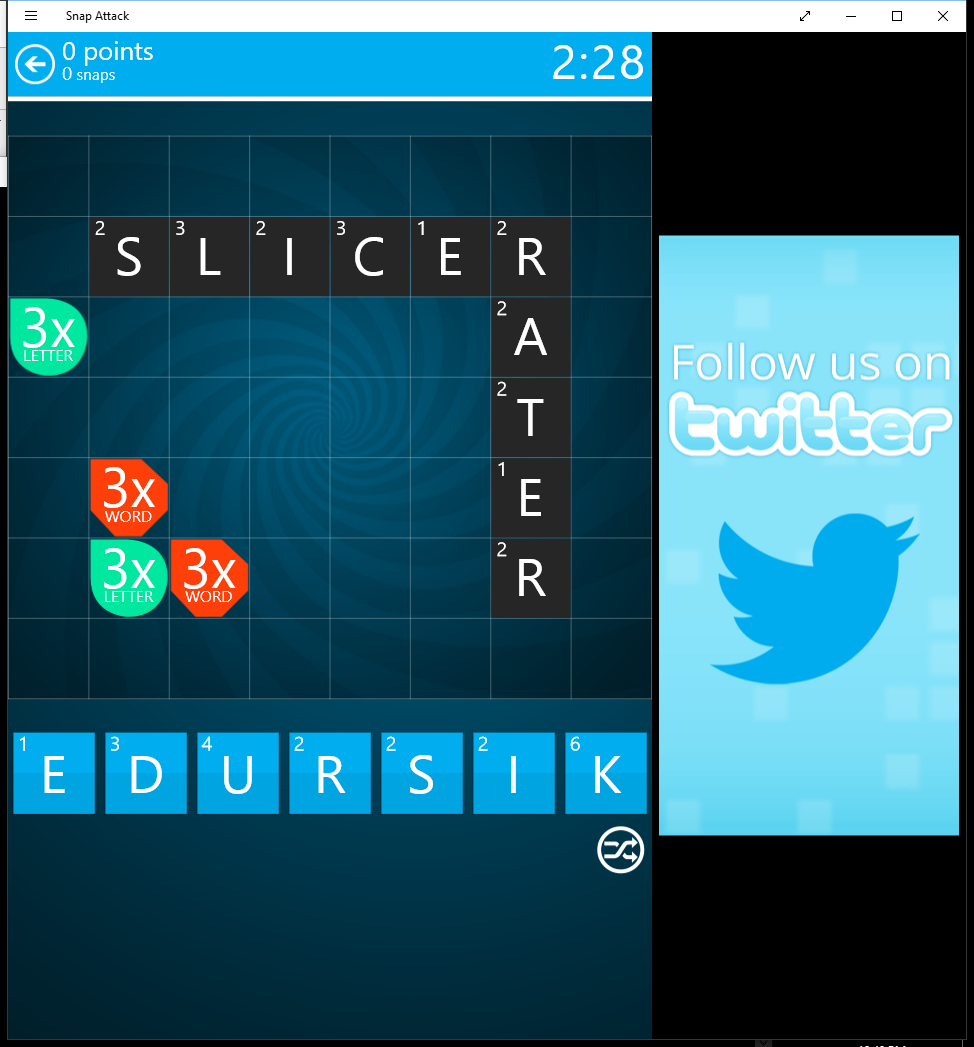 Snap Attack
0 points
0 snaps
2:28
2 S 3 L 2 I 3 C 1 E 2 R
3x
LETTER
2 A
2 T
3x
WORD
1 E
3x
LETTER
3x
WORD
2 R
1 E 3 D 4 U 2 R 2 S 2 I 6 K
Follow us on
twitter